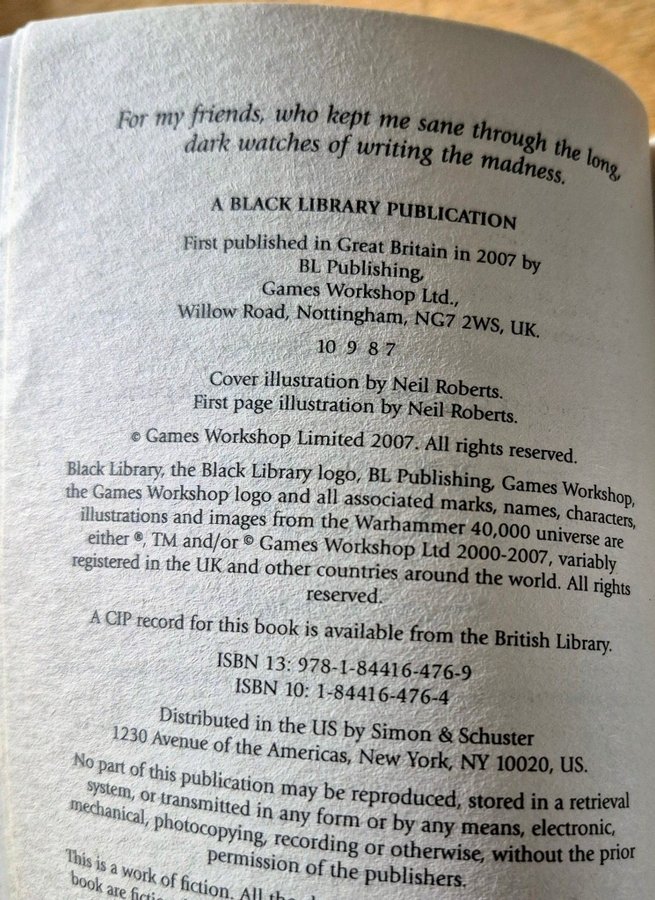 For my friends, who kept me sane through the long,
dark watches of writing the madness.
A BLACK LIBRARY PUBLICATION
First published in Great Britain in 2007 by
BL Publishing,
Games Workshop Ltd.,
Willow Road, Nottingham, NG7 2WS, UK.
10 9 8 7
Cover illustration by Neil Roberts.
First page illustration by Neil Roberts.
© Games Workshop Limited 2007. All rights reserved.
Black Library, the Black Library logo, BL Publishing, Games Workshop,
the Games Workshop logo and all associated marks, names, characters,
illustrations and images from the Warhammer 40,000 universe are
either ®, TM and/or © Games Workshop Ltd 2000-2007, variably
registered in the UK and other countries around the world. All rights
reserved.
A CIP record for this book is available from the British Library.
ISBN 13: 978-1-84416-476-9
ISBN 10: 1-84416-476-4
Distributed in the US by Simon & Schuster
1230 Avenue of the Americas, New York, NY 10020, US.
No part of this publication may be reproduced, stored in a retrieval
system, or transmitted in any form or by any means, electronic,
mechanical, photocopying, recording or otherwise, without the prior
permission of the publishers.
This is a work of fiction. All the
book are